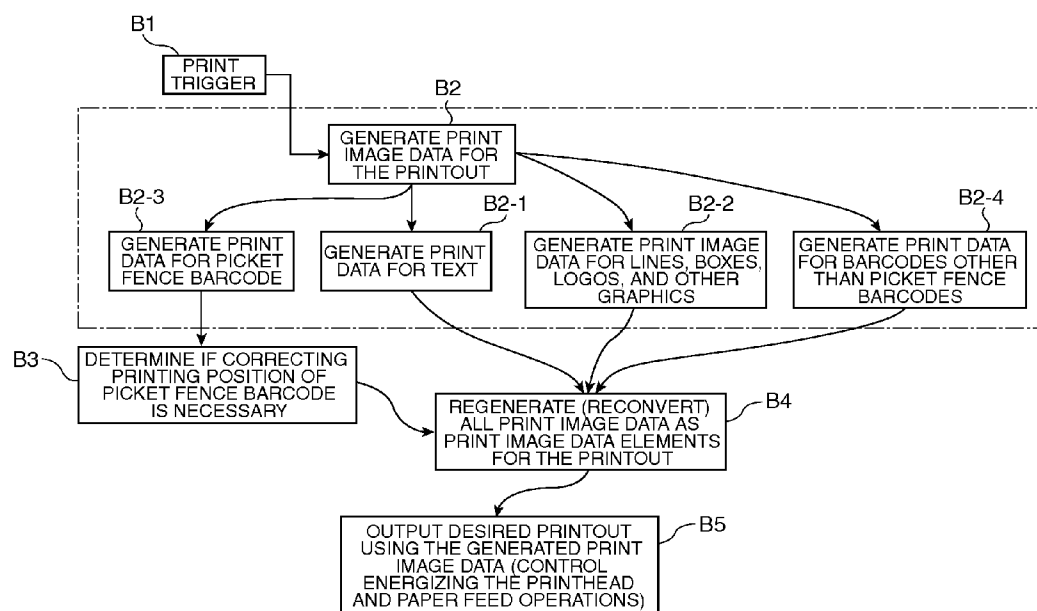 B1
PRINT
TRIGGER
B2
GENERATE PRINT
IMAGE DATA FOR
THE PRINTOUT
B2-3
GENERATE PRINT
DATA FOR PICKET
FENCE BARCODE
B2-1
GENERATE PRINT
DATA FOR TEXT
B2-2
GENERATE PRINT IMAGE
DATA FOR LINES, BOXES,
LOGOS, AND OTHER
GRAPHICS
B2-4
GENERATE PRINT DATA
FOR BARCODES OTHER
THAN PICKET FENCE
BARCODES
B3
DETERMINE IF CORRECTING
PRINTING POSITION OF
PICKET FENCE BARCODE
IS NECESSARY
B4
REGENERATE (RECONVERT)
ALL PRINT IMAGE DATA AS
PRINT IMAGE DATA ELEMENTS
FOR THE PRINTOUT
B5
OUTPUT DESIRED PRINTOUT
USING THE GENERATED PRINT
IMAGE DATA (CONTROL
ENERGIZING THE PRINTHEAD
AND PAPER FEED OPERATIONS)